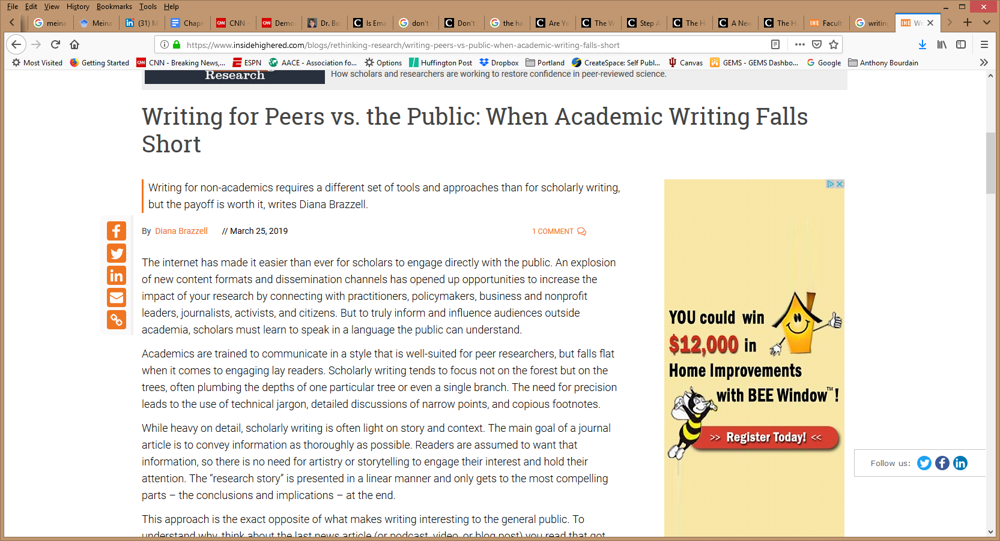 File Edit View History Bookmarks Tools Help
meina Meina (31) M Chapt CNN - Demo Dr. Bo Is Ema don't Don't the ha Are Yo The W Step A The H A New The H Facult writing Wr
https://www.insidehighered.com/blogs/rethinking-research/writing-peers-vs-public-when-academic-writing-falls-short
Most Visited Getting Started CNN - Breaking News,... ESPN AACE - Association fo... Options Huffington Post Dropbox Portland CreateSpace: Self Publ... Canvas GEMS - GEMS Dashbo... Google Anthony Bourdain
Research
How scholars and researchers are working to restore confidence in peer-reviewed science.
Writing for Peers vs. the Public: When Academic Writing Falls
Short
Writing for non-academics requires a different set of tools and approaches than for scholarly writing,
but the payoff is worth it, writes Diana Brazzell.
By Diana Brazzell // March 25, 2019
1 COMMENT
The internet has made it easier than ever for scholars to engage directly with the public. An explosion
of new content formats and dissemination channels has opened up opportunities to increase the
impact of your research by connecting with practitioners, policymakers, business and nonprofit
leaders, journalists, activists, and citizens. But to truly inform and influence audiences outside
academia, scholars must learn to speak in a language the public can understand.
Academics are trained to communicate in a style that is well-suited for peer researchers, but falls flat
when it comes to engaging lay readers. Scholarly writing tends to focus not on the forest but on the
trees, often plumbing the depths of one particular tree or even a single branch. The need for precision
leads to the use of technical jargon, detailed discussions of narrow points, and copious footnotes.
While heavy on detail, scholarly writing is often light on story and context. The main goal of a journal
article is to convey information as thoroughly as possible. Readers are assumed to want that
information, so there is no need for artistry or storytelling to engage their interest and hold their
attention. The “research story” is presented in a linear manner and only gets to the most compelling
parts – the conclusions and implications – at the end.
This approach is the exact opposite of what makes writing interesting to the general public. To
understand why, think about the last news article (or podcast, video, or blog post) you read that got
YOU could win
$12,000 in
Home Improvements
with BEE Window™!
>> Register Today! <<
Follow us: